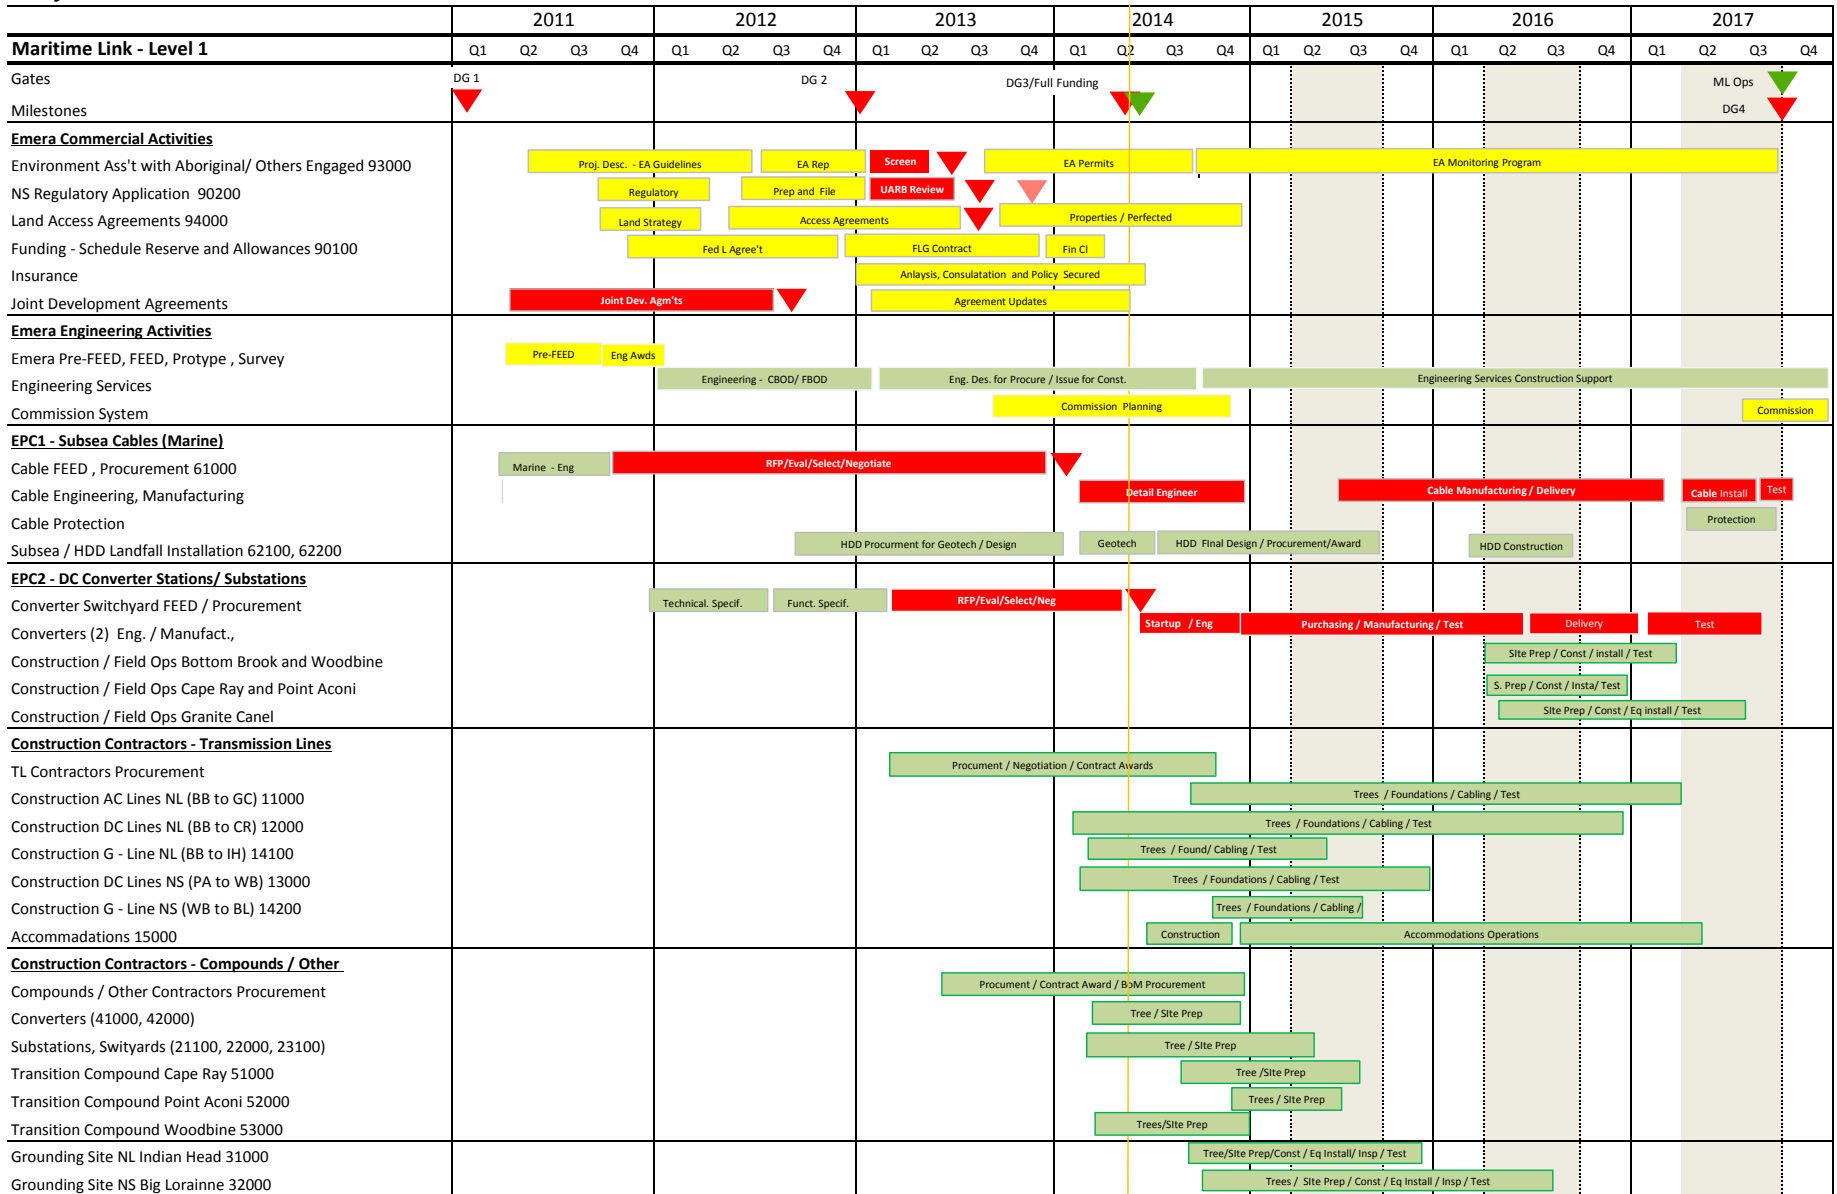 2011 2012 2013 2014 2015 2016 2017
Maritime Link - Level 1 Q1 Q2 Q3 Q4 Q1 Q2 Q3 Q4 Q1 Q2 Q3 Q4 Q1 Q2 Q3 Q4 Q1 Q2 Q3 Q4 Q1 Q2 Q3 Q4 Q1 Q2 Q3 Q4
Gates DG 1 DG 2 DG3/Full Funding ML Ops
Milestones DG4
Emera Commercial Activities
Environment Ass't with Aboriginal/ Others Engaged 93000 Proj. Desc. - EA Guidelines EA Rep Screen EA Permits EA Monitoring Program
NS Regulatory Application 90200 Regulatory Prep and File UARB Review
Land Access Agreements 94000 Land Strategy Access Agreements Properties / Perfected
Funding - Schedule Reserve and Allowances 90100 Fed L Agree't FLG Contract Fin Cl
Insurance Anlaysis, Consulatation and Policy Secured
Joint Development Agreements Joint Dev. Agm'ts Agreement Updates
Emera Engineering Activities
Emera Pre-FEED, FEED, Protype , Survey Pre-FEED Eng Awds
Engineering Services Engineering - CBOD/ FBOD Eng. Des. for Procure / Issue for Const. Engineering Services Construction Support
Commission System Commission Planning Commission
EPC1 - Subsea Cables (Marine)
Cable FEED , Procurement 61000 Marine - Eng RFP/Eval/Select/Negotiate
Cable Engineering, Manufacturing Detail Engineer Cable Manufacturing / Delivery Cable Install Test
Cable Protection Protection
Subsea / HDD Landfall Installation 62100, 62200 HDD Procurment for Geotech / Design Geotech HDD FInal Design / Procurement/Award HDD Construction
EPC2 - DC Converter Stations/ Substations
Converter Switchyard FEED / Procurement Technical. Specif. Funct. Specif. RFP/Eval/Select/Neg
Converters (2) Eng. / Manufact., Startup / Eng Purchasing / Manufacturing / Test Delivery Test
Construction / Field Ops Bottom Brook and Woodbine SIte Prep / Const / install / Test
Construction / Field Ops Cape Ray and Point Aconi S. Prep / Const / Insta/ Test
Construction / Field Ops Granite Canel SIte Prep / Const / Eq install / Test
Construction Contractors - Transmission Lines
TL Contractors Procurement Procument / Negotiation / Contract Awards
Construction AC Lines NL (BB to GC) 11000 Trees / Foundations / Cabling / Test
Construction DC Lines NL (BB to CR) 12000 Trees / Foundations / Cabling / Test
Construction G - Line NL (BB to IH) 14100 Trees / Found/ Cabling / Test
Construction DC Lines NS (PA to WB) 13000 Trees / Foundations / Cabling / Test
Construction G - Line NS (WB to BL) 14200 Trees / Foundations / Cabling /
Accommadations 15000 Construction Accommodations Operations
Construction Contractors - Compounds / Other
Compounds / Other Contractors Procurement Procument / Contract Award / BoM Procurement
Converters (41000, 42000) Tree / SIte Prep
Substations, Swityards (21100, 22000, 23100) Tree / SIte Prep
Transition Compound Cape Ray 51000 Tree /SIte Prep
Transition Compound Point Aconi 52000 Trees / SIte Prep
Transition Compound Woodbine 53000 Trees/SIte Prep
Grounding Site NL Indian Head 31000 Tree/SIte Prep/Const / Eq Install/ Insp / Test
Grounding Site NS Big Lorainne 32000 Trees / SIte Prep / Const / Eq Install / Insp / Test